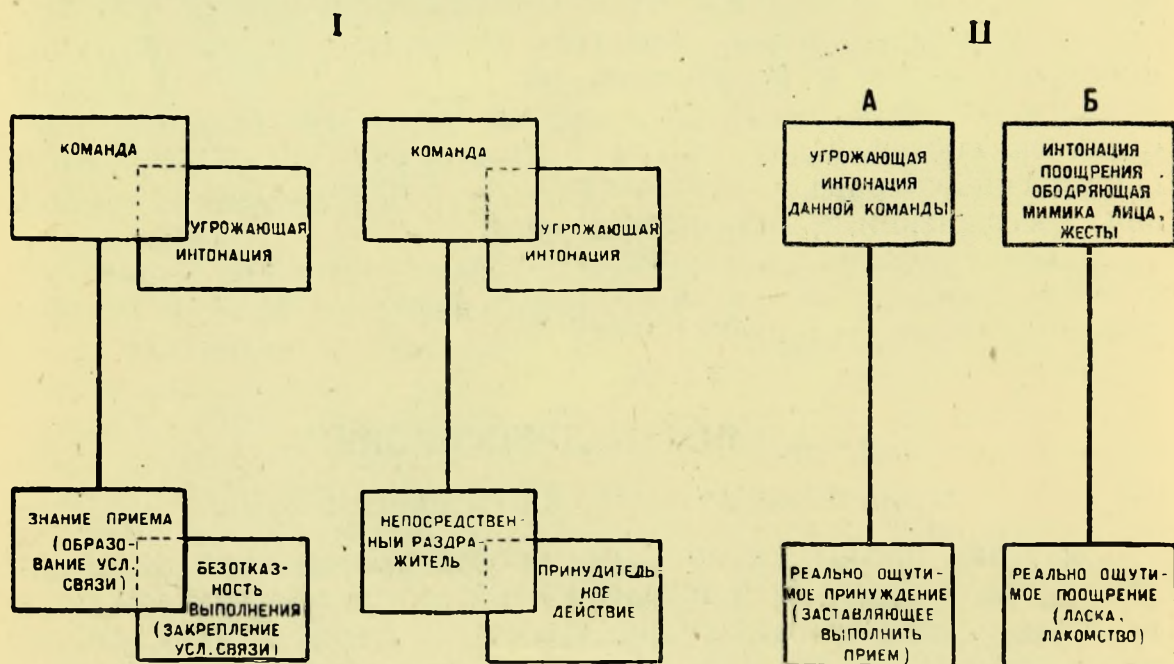 I
II
КОМАНДА
УГРОЖАЮЩАЯ
ИНТОНАЦИЯ
КОМАНДА
УГРОЖАЮЩАЯ
ИНТОНАЦИЯ
А
УГРОЖАЮЩАЯ
ИНТОНАЦИЯ
ДАННОЙ КОМАНДЫ
Б
ИНТОНАЦИЯ
ПООЩРЕНИЯ
ОБОДРЯЮЩАЯ
МИМИКА ЛИЦА,
ЖЕСТЫ
ЗНАНИЕ ПРИЕМА
(ОБРАЗО-
ВАНИЕ УСЛ.
СВЯЗИ)
БЕЗОТКАЗ-
НОСТЬ
ВЫПОЛНЕНИЯ
(ЗАКРЕПЛЕНИЕ
УСЛ. СВЯЗИ)
НЕПОСРЕДСТВЕН-
НЫЙ РАЗДРА-
ЖИТЕЛЬ
ПРИНУДИТЕЛЬ
НОЕ
ДЕЙСТВИЕ
РЕАЛЬНО ОЩУТИ-
МОЕ ПРИНУЖДЕНИЕ
(ЗАСТАВЛЯЮЩЕЕ
ВЫПОЛНИТЬ
ПРИЕМ)
РЕАЛЬНО ОЩУТИ-
МОЕ ПООЩРЕНИЕ
(ЛАСКА,
ЛАКОМСТВО)